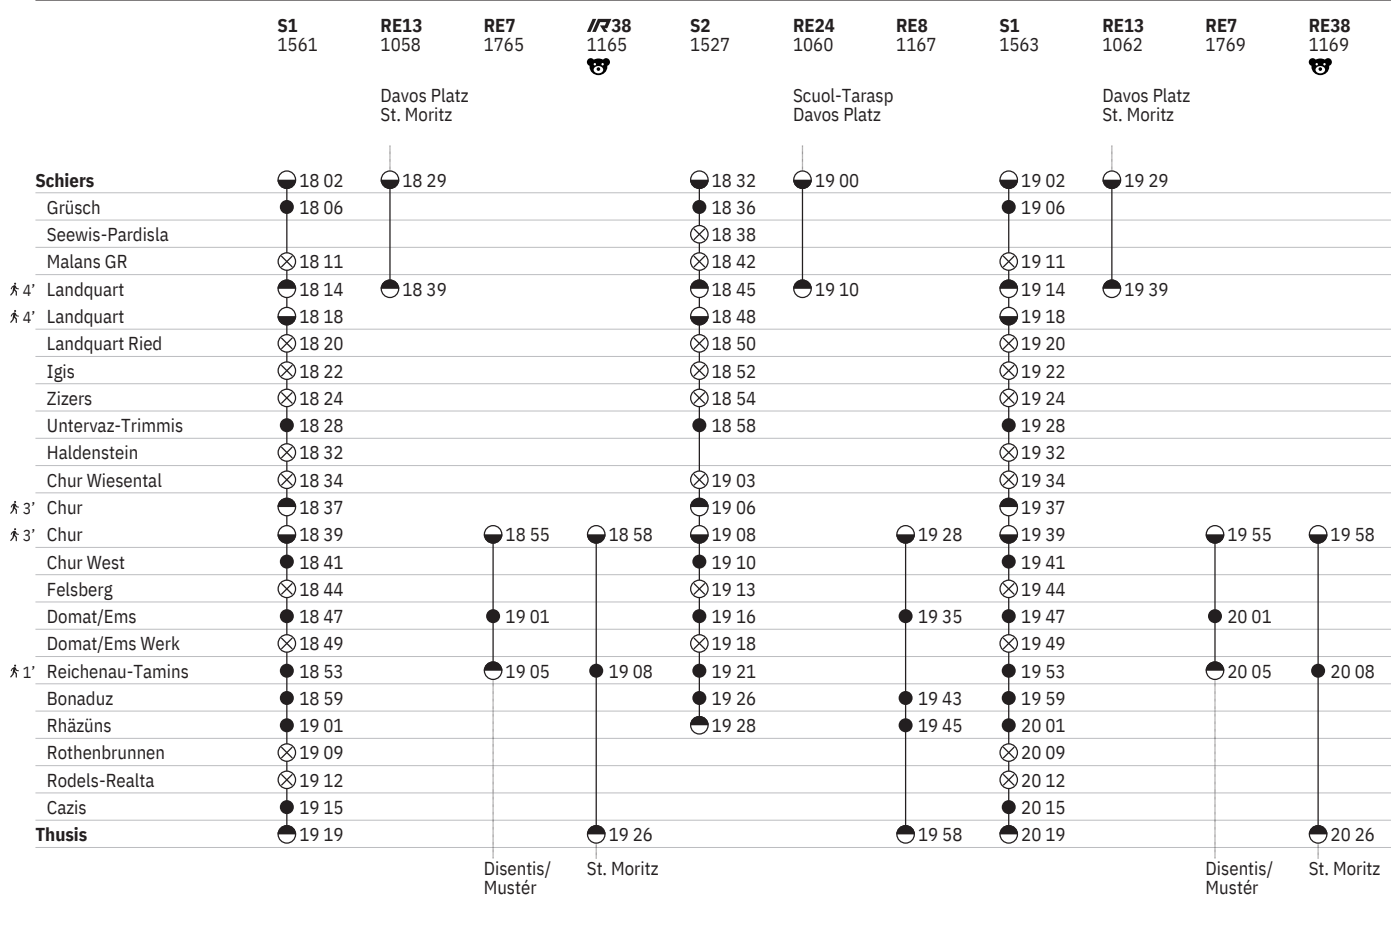 S1 RE13 RE7 IR38 S2 RE24 RE8 S1 RE13 RE7 RE38
1561 1058 1765 1165 1527 1060 1167 1563 1062 1769 1169
Davos Platz Scuol-Tarasp Davos Platz
St. Moritz Davos Platz St. Moritz
Schiers 18 02 18 29 18 32 19 00 19 02 19 29
Grüsch 18 06 18 36 19 06
Seewis-Pardisla 18 38
Malans GR 18 11 18 42 19 11
4' Landquart 18 14 18 39 18 45 19 10 19 14 19 39
4' Landquart 18 18 18 48 19 18
Landquart Ried 18 20 18 50 19 20
Igis 18 22 18 52 19 22
Zizers 18 24 18 54 19 24
Untervaz-Trimmis 18 28 18 58 19 28
Haldenstein 18 32 19 32
Chur Wiesental 18 34 19 03 19 34
3' Chur 18 37 19 06 19 37
3' Chur 18 39 18 55 18 58 19 08 19 28 19 39 19 55 19 58
Chur West 18 41 19 10 19 41
Felsberg 18 44 19 13 19 44
Domat/Ems 18 47 19 01 19 16 19 35 19 47 20 01
Domat/Ems Werk 18 49 19 18 19 49
1' Reichenau-Tamins 18 53 19 05 19 08 19 21 19 53 20 05 20 08
Bonaduz 18 59 19 26 19 43 19 59
Rhäzüns 19 01 19 28 19 45 20 01
Rothenbrunnen 19 09 20 09
Rodels-Realta 19 12 20 12
Cazis 19 15 20 15
Thusis 19 19 19 26 19 58 20 19 20 26
Disentis/ St. Moritz Disentis/ St. Moritz
Mustér Mustér